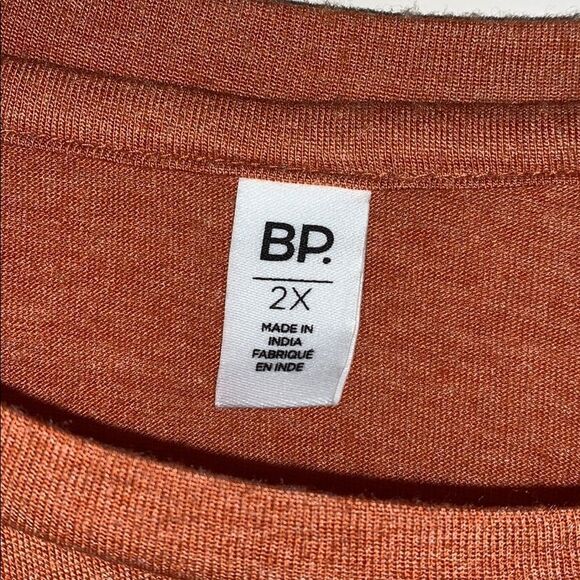 BP.
2X
MADE IN
INDIA
FABRIQUÉ
EN INDE